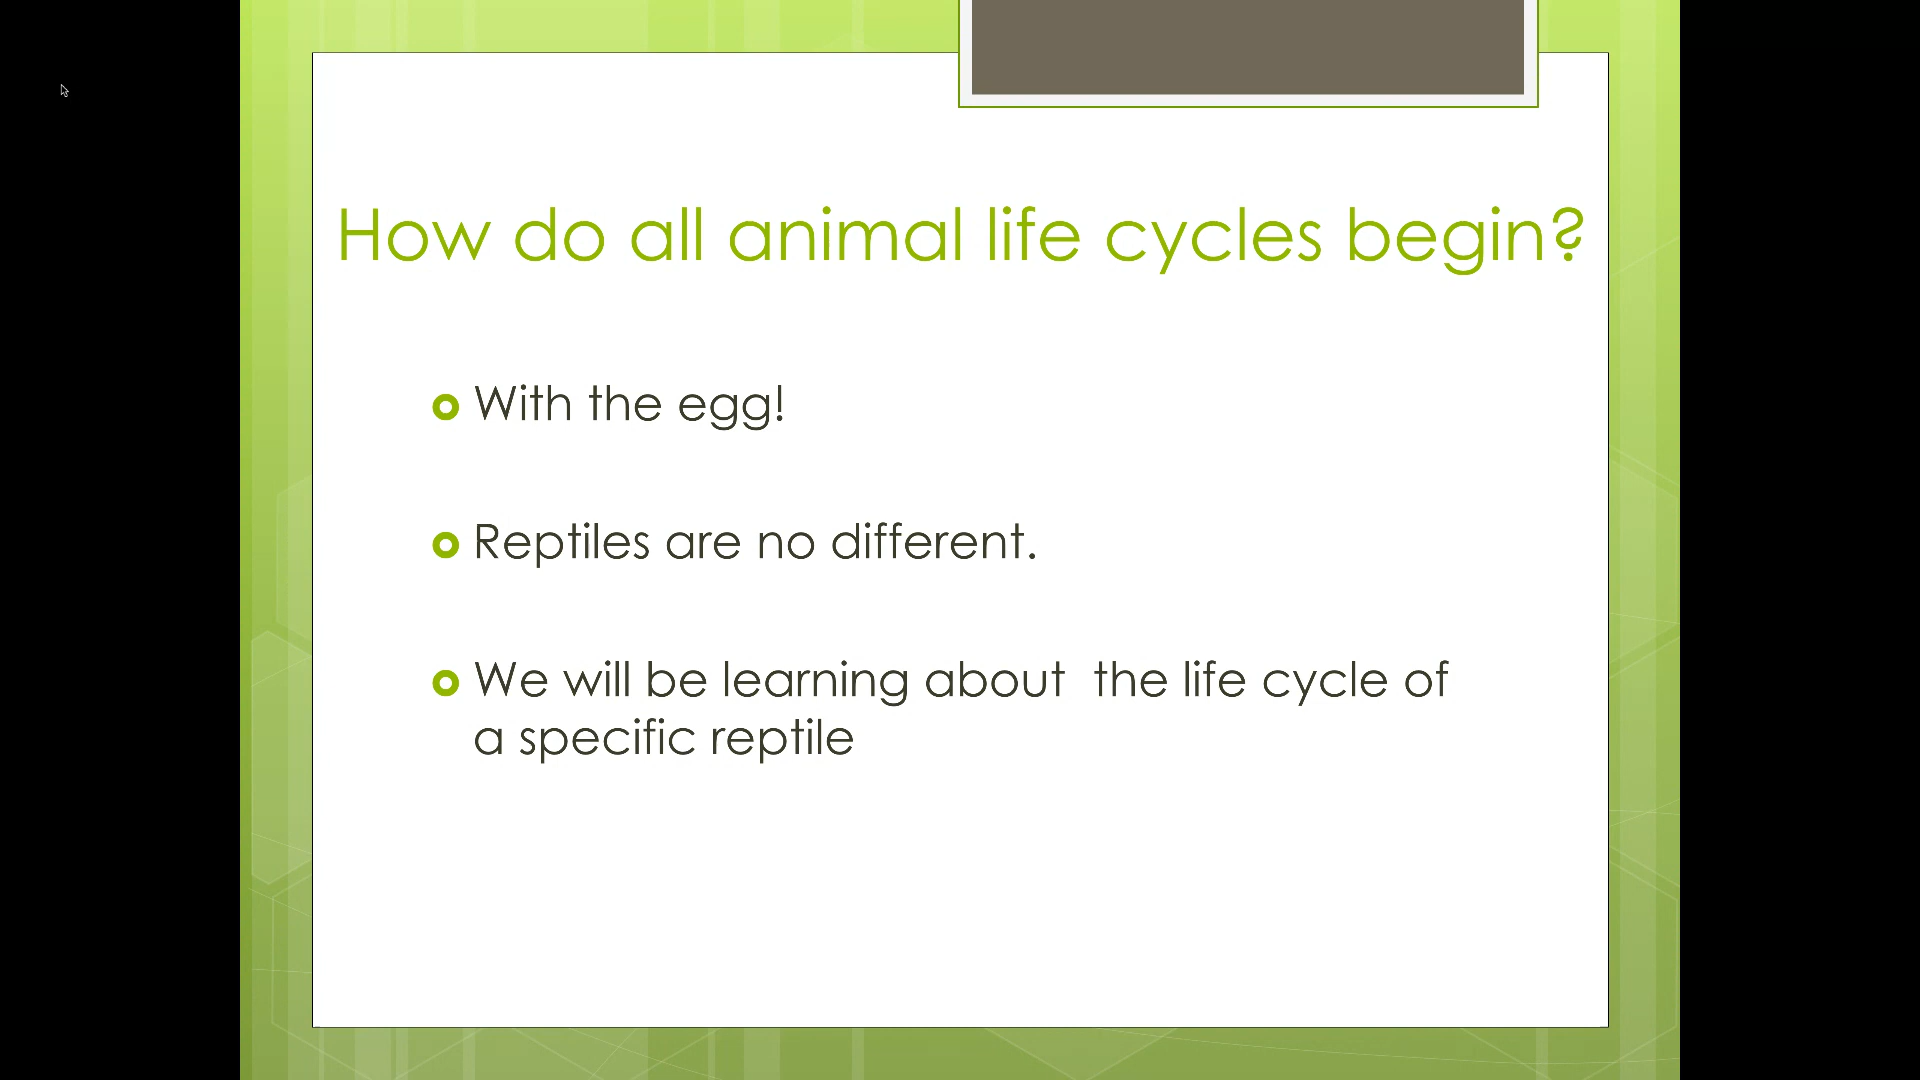 How do all animal life cycles begin?
With the egg!
Reptiles are no different.
We will be learning about  the life cycle of
a specific reptile